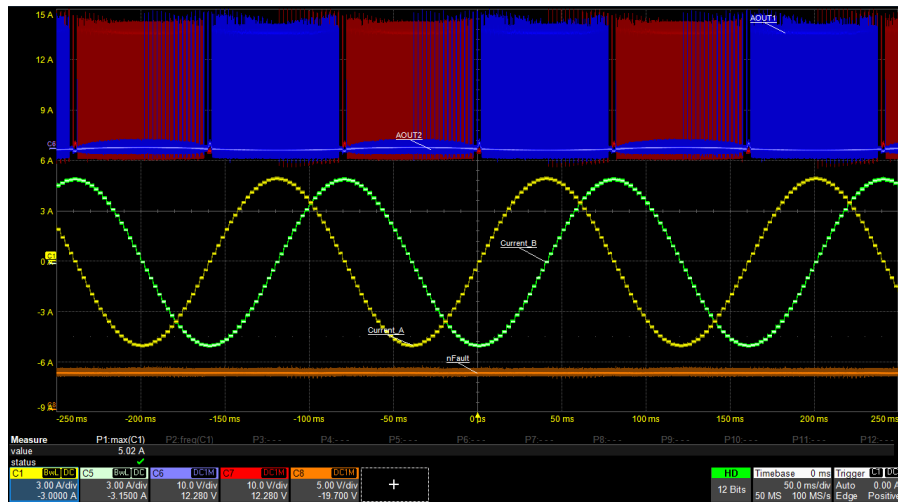 15 A
AOUT1
12 A
9 A
C6
AOUT2
6 A
3 A
Current_B
C1
0 A
-3 A
Current_A
nFault
-6 A
-9 A
C8
-250 ms -200 ms -150 ms -100 ms -50 ms 0 ps 50 ms 100 ms 150 ms 200 ms 250 ms
Measure P1:max(C1) P2:freq(C1) P3:--- P4:--- P5:--- P6:--- P7:--- P8:--- P9:--- P10:--- P11:--- P12:---
value 5.02 A
status
C1 BwL DC C5 BwL DC C6 DC1M C7 DC1M C8 DC1M HD Timebase 0 ms Trigger C1 DC
3.00 A/div 3.00 A/div 10.0 V/div 10.0 V/div 5.00 V/div + 12 Bits 50.0 ms/div Auto 0.00 A
-3.0000 A -3.1500 A 12.280 V 12.280 V -19.700 V 50 MS 100 MS/s Edge Positive